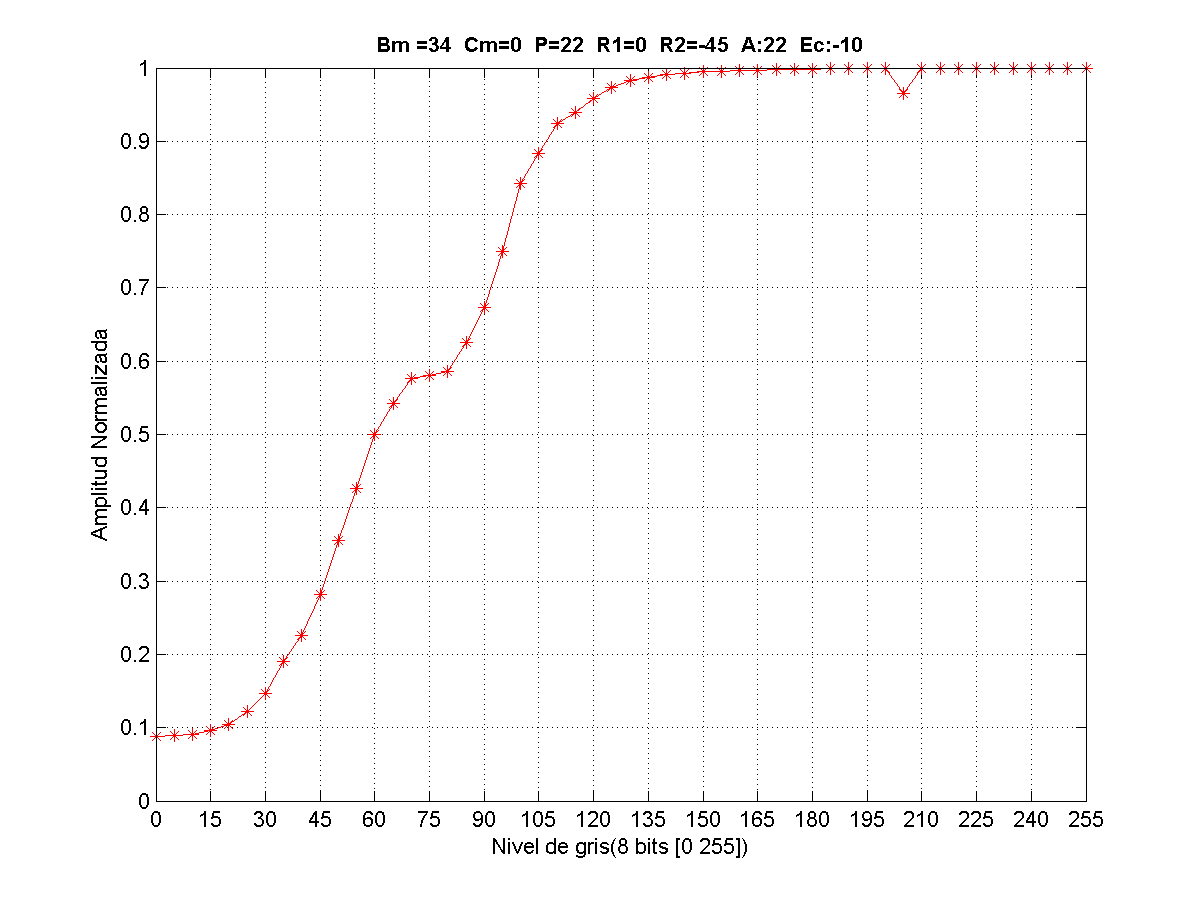 Bm =34 Cm=0 P=22 R1=0 R2=-45 A:22 Ec:-10
1
0.9
0.8
0.7
0.6
0.5
0.4
0.3
0.2
0.1
0
Amplitud Normalizada
0 15 30 45 60 75 90 105 120 135 150 165 180 195 210 225 240 255
Nivel de gris(8 bits [0 255])